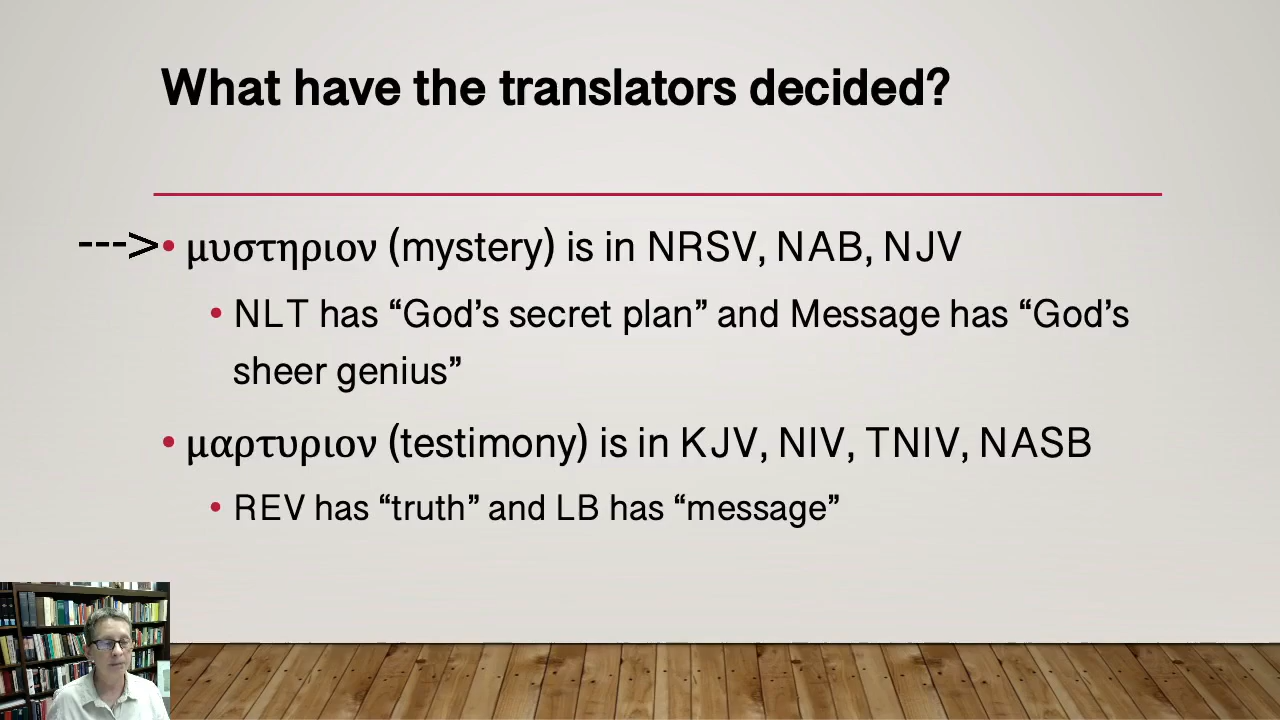 What have the translators decided?
--->• μυστηριον (mystery) is in NRSV, NAB, NJV
• NLT has “God’s secret plan” and Message has “God’s
sheer genius”
• μαρτυριον (testimony) is in KJV, NIV, TNIV, NASB
• REV has “truth” and LB has “message”